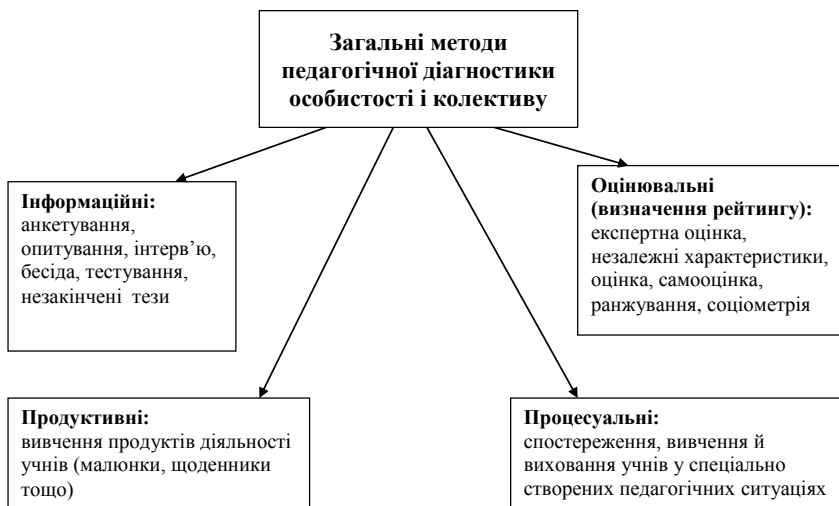 Загальні методи
педагогічної діагностики
особистості і колективу
Інформаційні:
анкетування,
опитування, інтерв’ю,
бесіда, тестування,
незакінчені тези
Оцінювальні
(визначення рейтингу):
експертна оцінка,
незалежні характеристики,
оцінка, самооцінка,
ранжування, соціометрія
Продуктивні:
вивчення продуктів діяльності
учнів (малюнки, щоденники
тощо)
Процесуальні:
спостереження, вивчення й
виховання учнів у спеціально
створених педагогічних ситуаціях